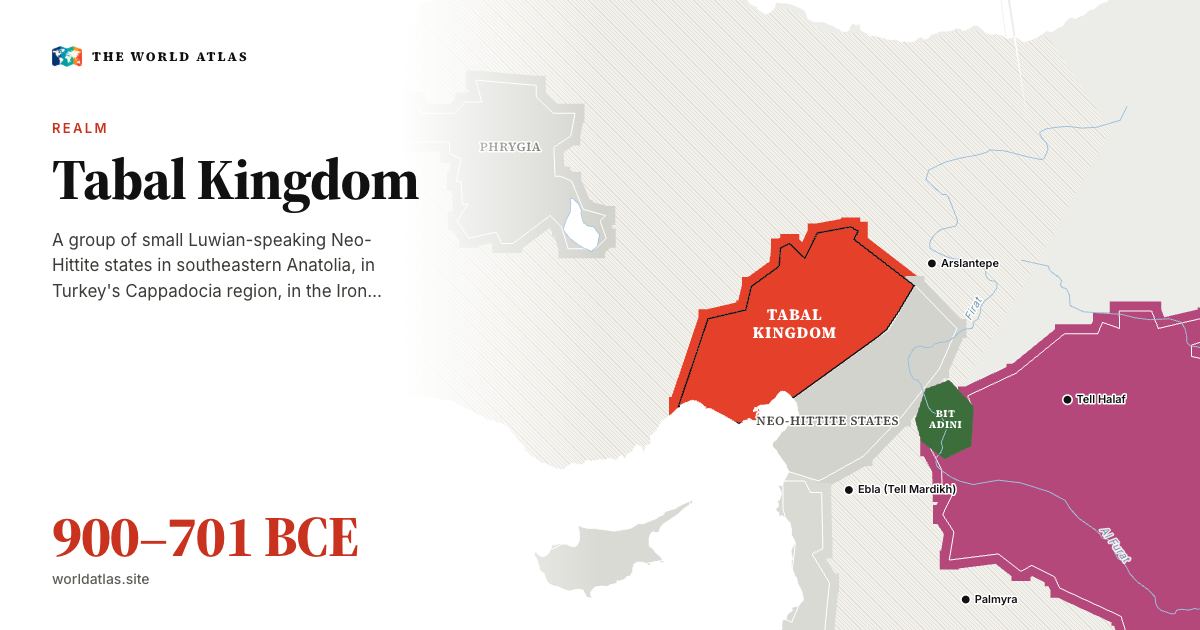 THE WORLD ATLAS
REALM
Tabal Kingdom
A group of small Luwian-speaking Neo-
Hittite states in southeastern Anatolia, in
Turkey's Cappadocia region, in the Iron...
900–701 BCE
worldatlas.site
PHRYGIA
Arslantepe
Firat
TABAL
KINGDOM
NEO-HITTITE STATES
BIT
ADINI
Tell Halaf
Ebla (Tell Mardikh)
Al Furat
Palmyra